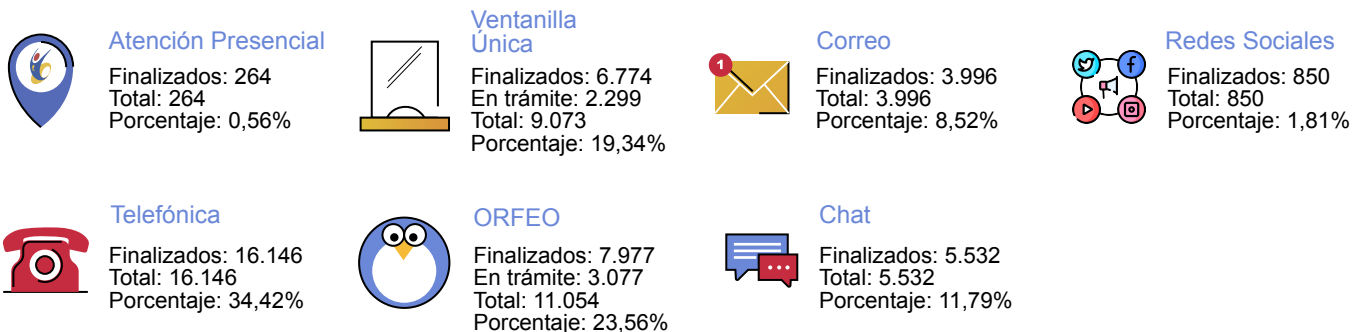 Atención Presencial
Finalizados: 264
Total: 264
Porcentaje: 0,56%
Ventanilla
Única
Finalizados: 6.774
En trámite: 2.299
Total: 9.073
Porcentaje: 19,34%
1
Correo
Finalizados: 3.996
Total: 3.996
Porcentaje: 8,52%
Redes Sociales
Finalizados: 850
Total: 850
Porcentaje: 1,81%
Telefónica
Finalizados: 16.146
Total: 16.146
Porcentaje: 34,42%
ORFEO
Finalizados: 7.977
En trámite: 3.077
Total: 11.054
Porcentaje: 23,56%
Chat
Finalizados: 5.532
Total: 5.532
Porcentaje: 11,79%